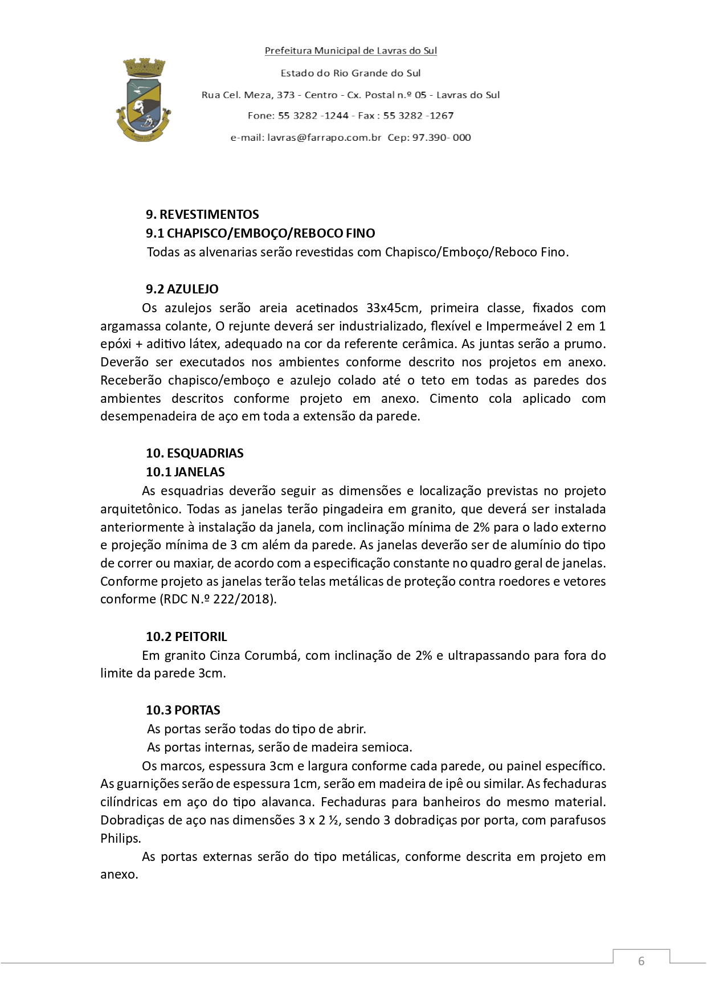 Prefeitura Municipal de Lavras do Sul
Estado do Rio Grande do Sul
Rua Cel. Meza, 373 - Centro - Cx. Postal n.º 05 - Lavras do Sul
Fone: 55 3282 -1244 - Fax : 55 3282 -1267
e-mail: lavras@farrapo.com.br Cep: 97.390- 000
LAVRAS DO SUL
9. REVESTIMENTOS
9.1 CHAPISCO/EMBOÇO/REBOCO FINO
Todas as alvenarias serão revestidas com Chapisco/Emboço/Reboco Fino.
9.2 AZULEJO
Os azulejos serão areia acetinados 33x45cm, primeira classe, fixados com
argamassa colante, O rejunte deverá ser industrializado, flexível e Impermeável 2 em 1
epóxi + aditivo látex, adequado na cor da referente cerâmica. As juntas serão a prumo.
Deverão ser executados nos ambientes conforme descrito nos projetos em anexo.
Receberão chapisco/emboço e azulejo colado até o teto em todas as paredes dos
ambientes descritos conforme projeto em anexo. Cimento cola aplicado com
desempenadeira de aço em toda a extensão da parede.
10. ESQUADRIAS
10.1 JANELAS
As esquadrias deverão seguir as dimensões e localização previstas no projeto
arquitetônico. Todas as janelas terão pingadeira em granito, que deverá ser instalada
anteriormente à instalação da janela, com inclinação mínima de 2% para o lado externo
e projeção mínima de 3 cm além da parede. As janelas deverão ser de alumínio do tipo
de correr ou maxiar, de acordo com a especificação constante no quadro geral de janelas.
Conforme projeto as janelas terão telas metálicas de proteção contra roedores e vetores
conforme (RDC N.º 222/2018).
10.2 PEITORIL
Em granito Cinza Corumbá, com inclinação de 2% e ultrapassando para fora do
limite da parede 3cm.
10.3 PORTAS
As portas serão todas do tipo de abrir.
As portas internas, serão de madeira semioca.
Os marcos, espessura 3cm e largura conforme cada parede, ou painel específico.
As guarnições serão de espessura 1cm, serão em madeira de ipê ou similar. As fechaduras
cilíndricas em aço do tipo alavanca. Fechaduras para banheiros do mesmo material.
Dobradiças de aço nas dimensões 3 x 2 ½, sendo 3 dobradiças por porta, com parafusos
Philips.
As portas externas serão do tipo metálicas, conforme descrita em projeto em
anexo.
6